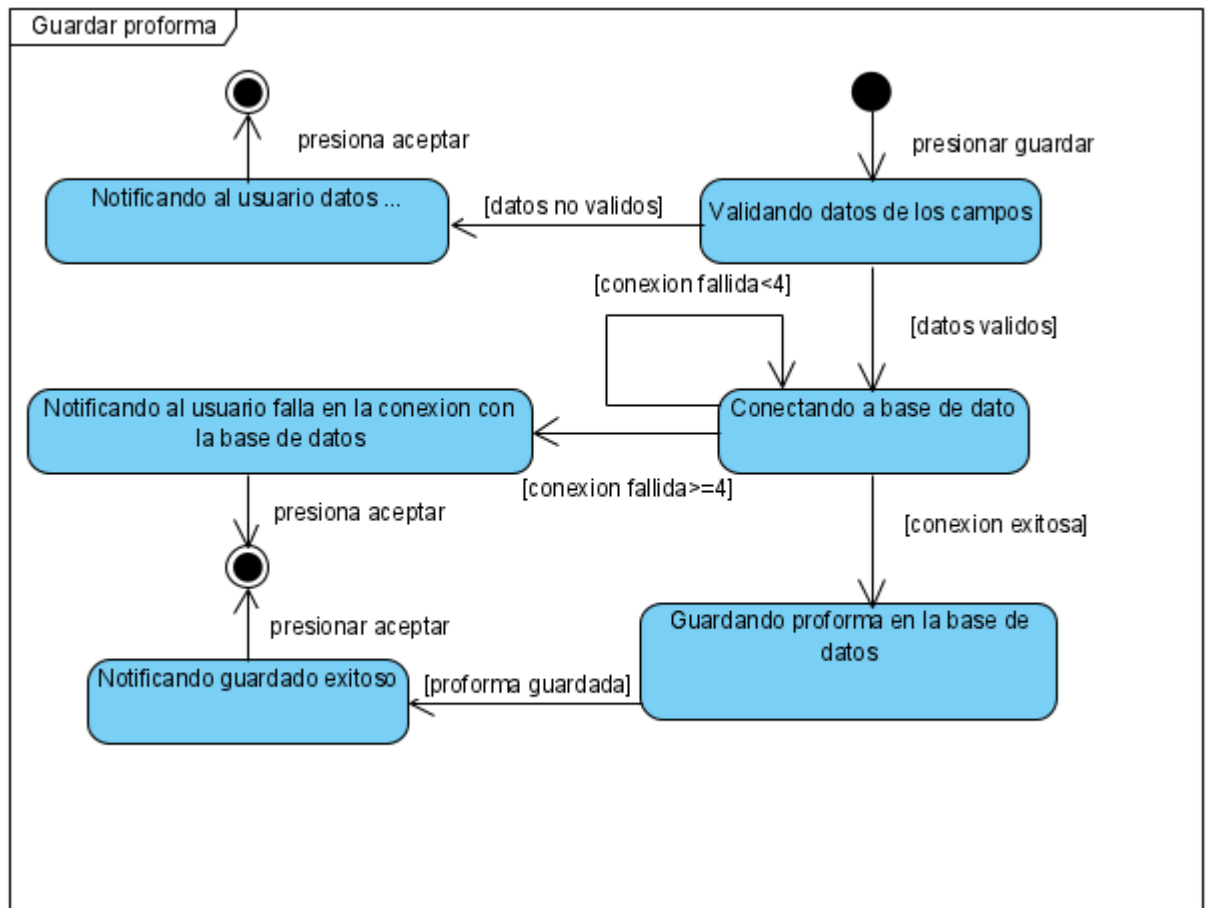 Guardar proforma
presiona aceptar
presionar guardar
Notificando al usuario datos ...
[datos no validos]
Validando datos de los campos
[conexion fallida<4]
[datos validos]
Notificando al usuario falla en la conexion con
la base de datos
Conectando a base de dato
[conexion fallida>=4]
presiona aceptar
[conexion exitosa]
presionar aceptar
Guardando proforma en la base de
datos
Notificando guardado exitoso
[proforma guardada]